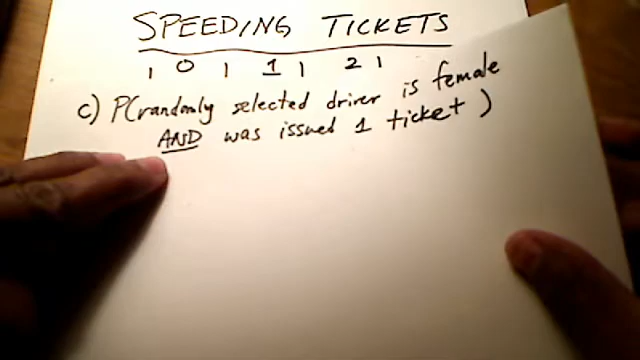 SPEEDING TICKETS
1 0 1 1 1 2 1
c) P(randomly selected driver is female
AND was issued 1 ticket)